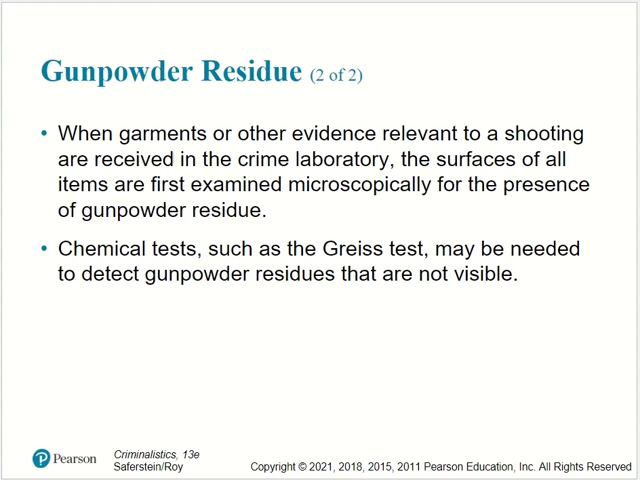 Gunpowder Residue (2 of 2)
• When garments or other evidence relevant to a shooting
are received in the crime laboratory, the surfaces of all
items are first examined microscopically for the presence
of gunpowder residue.
• Chemical tests, such as the Greiss test, may be needed
to detect gunpowder residues that are not visible.
Pearson
Criminalistics, 13e
Saferstein/Roy
Copyright © 2021, 2018, 2015, 2011 Pearson Education, Inc. All Rights Reserved